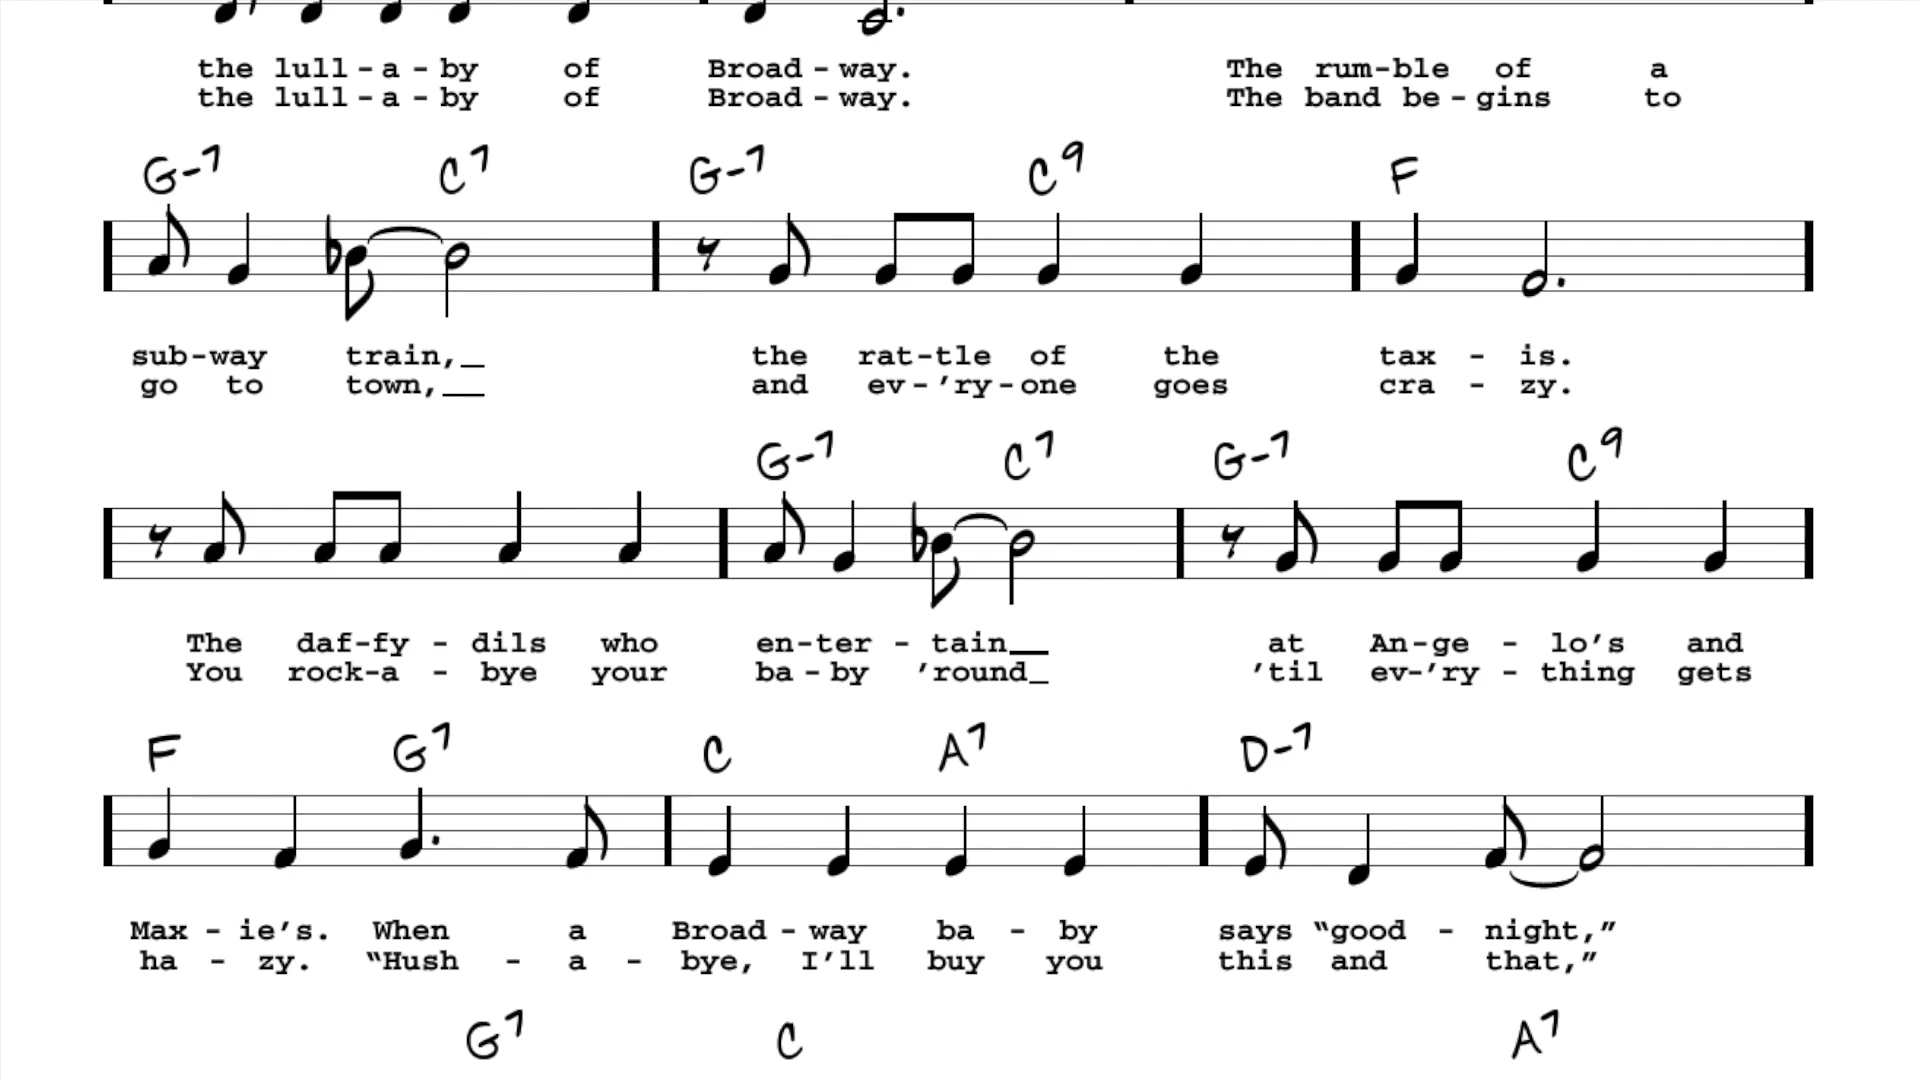 the lull - a - by of Broad - way. The rum-ble of a
the lull - a - by of Broad - way. The band be - gins to
G-7 C7 G-7 C9 F
sub-way train,_ the rat-tle of the tax - is.
go to town,__ and ev-’ry-one goes cra - zy.
G-7 C7 G-7 C9
The daf-fy - dils who en-ter - tain__ at An-ge - lo’s and
You rock-a - bye your ba - by ’round_ ’til ev-’ry - thing gets
F G7 C A7 D-7
Max - ie’s. When a Broad - way ba - by says “good - night,”
ha - zy. “Hush - a - bye, I’ll buy you this and that,”
G7 C A7